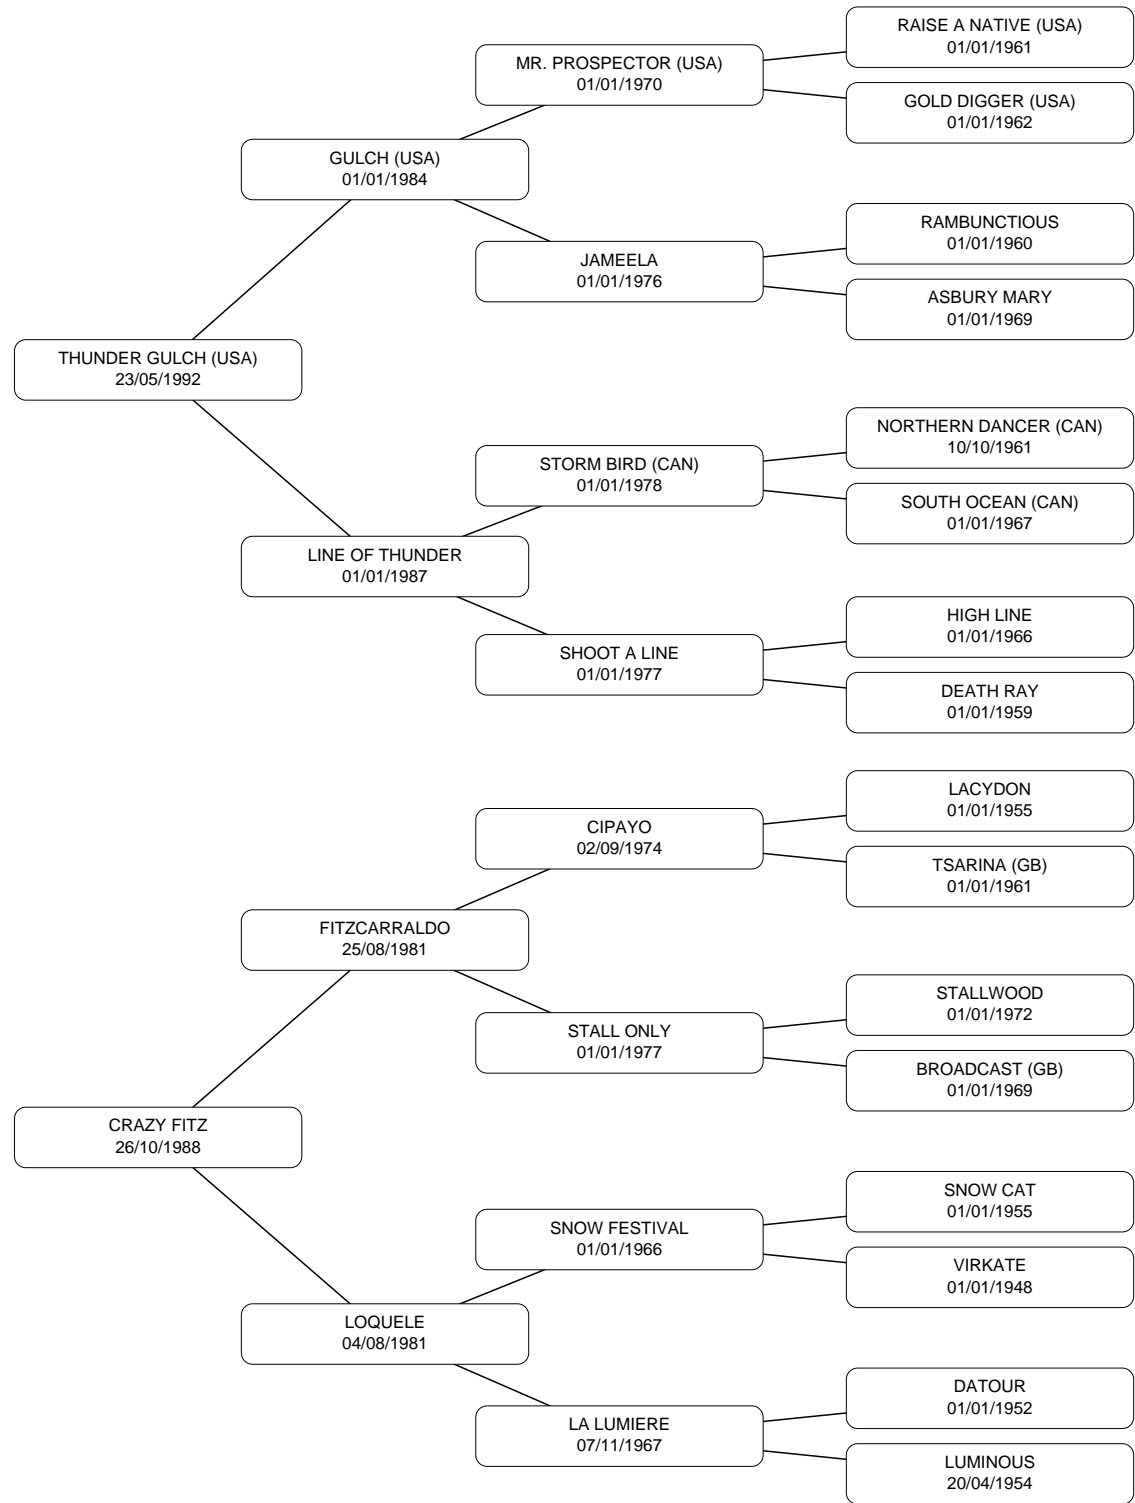 RAISE A NATIVE (USA)
01/01/1961
MR. PROSPECTOR (USA)
01/01/1970
GOLD DIGGER (USA)
01/01/1962
GULCH (USA)
01/01/1984
RAMBUNCTIOUS
01/01/1960
JAMEELA
01/01/1976
ASBURY MARY
01/01/1969
THUNDER GULCH (USA)
23/05/1992
NORTHERN DANCER (CAN)
10/10/1961
STORM BIRD (CAN)
01/01/1978
SOUTH OCEAN (CAN)
01/01/1967
LINE OF THUNDER
01/01/1987
HIGH LINE
01/01/1966
SHOOT A LINE
01/01/1977
DEATH RAY
01/01/1959
LACYDON
01/01/1955
CIPAYO
02/09/1974
TSARINA (GB)
01/01/1961
FITZCARRALDO
25/08/1981
STALLWOOD
01/01/1972
STALL ONLY
01/01/1977
BROADCAST (GB)
01/01/1969
CRAZY FITZ
26/10/1988
SNOW CAT
01/01/1955
SNOW FESTIVAL
01/01/1966
VIRKATE
01/01/1948
LOQUELE
04/08/1981
DATOUR
01/01/1952
LA LUMIERE
07/11/1967
LUMINOUS
20/04/1954